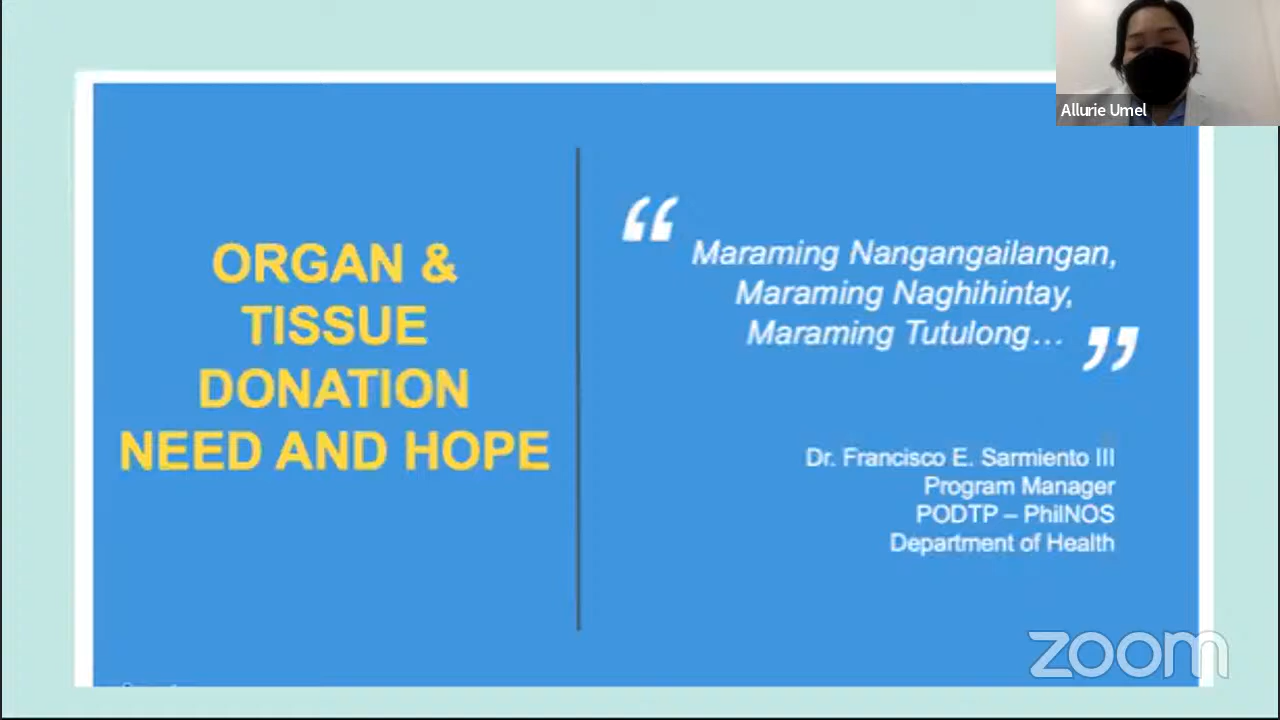 Allurie Umel
ORGAN &
TISSUE
DONATION
NEED AND HOPE
“ Maraming Nangangailangan,
Maraming Naghihintay,
Maraming Tutulong... ”
Dr. Francisco E. Sarmiento III
Program Manager
PODTP – PhilNOS
Department of Health
zoom